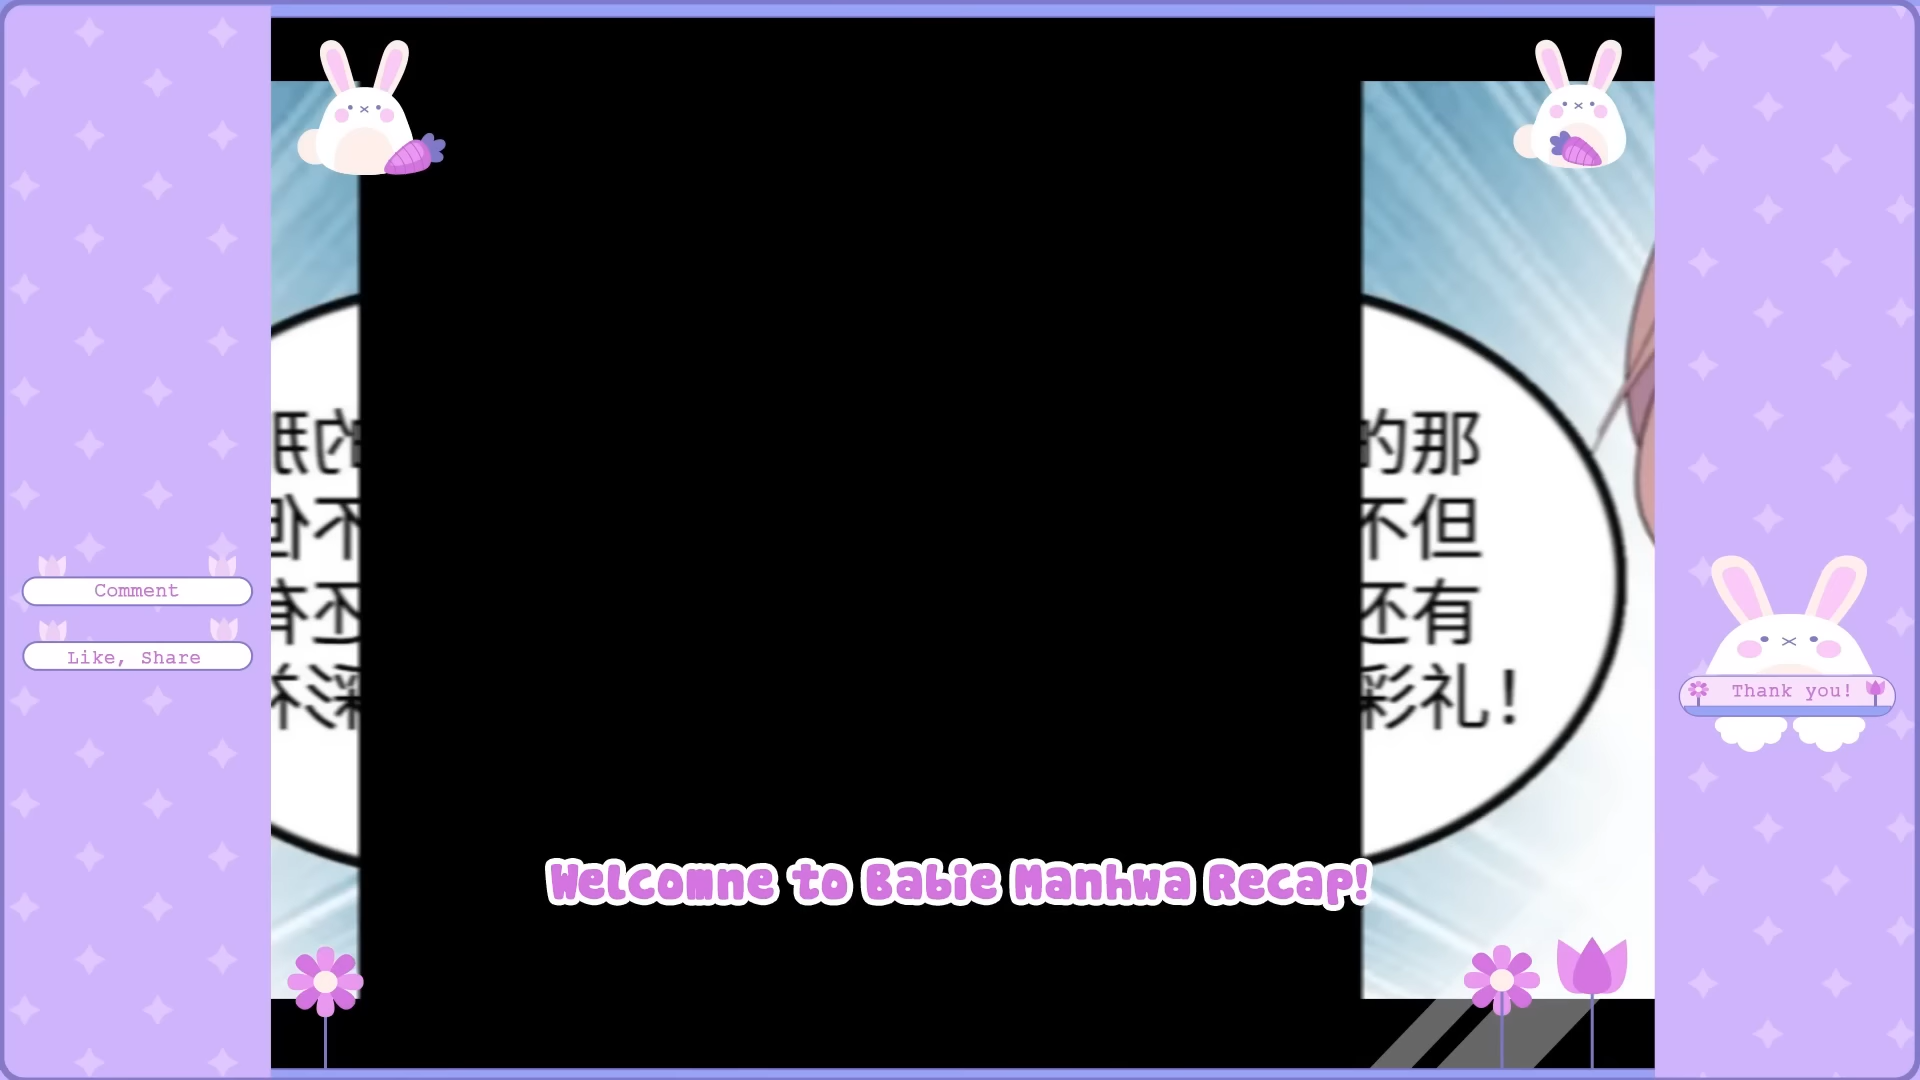 的那
不但
还有
彩礼!
Comment
Like, Share
Thank you!
Welcomne to Babie Manhwa Recap!